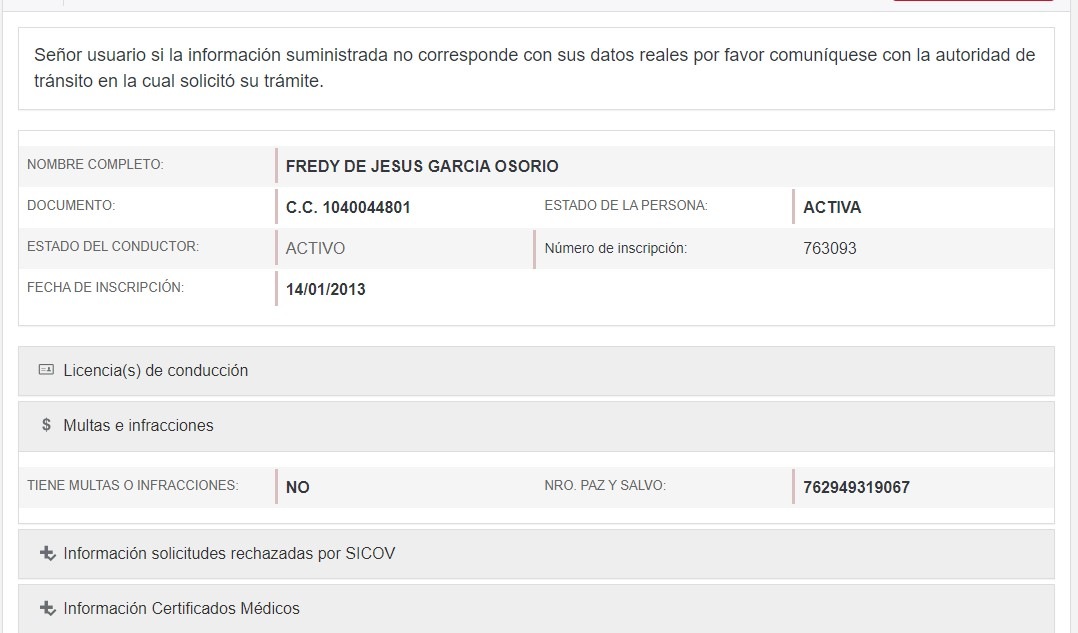 Señor usuario si la información suministrada no corresponde con sus datos reales por favor comuníquese con la autoridad de
tránsito en la cual solicitó su trámite.
NOMBRE COMPLETO: FREDY DE JESUS GARCIA OSORIO
DOCUMENTO: C.C. 1040044801 ESTADO DE LA PERSONA: ACTIVA
ESTADO DEL CONDUCTOR: ACTIVO Número de inscripción: 763093
FECHA DE INSCRIPCIÓN: 14/01/2013
Licencia(s) de conducción
$ Multas e infracciones
TIENE MULTAS O INFRACCIONES: NO NRO. PAZ Y SALVO: 762949319067
Información solicitudes rechazadas por SICOV
Información Certificados Médicos